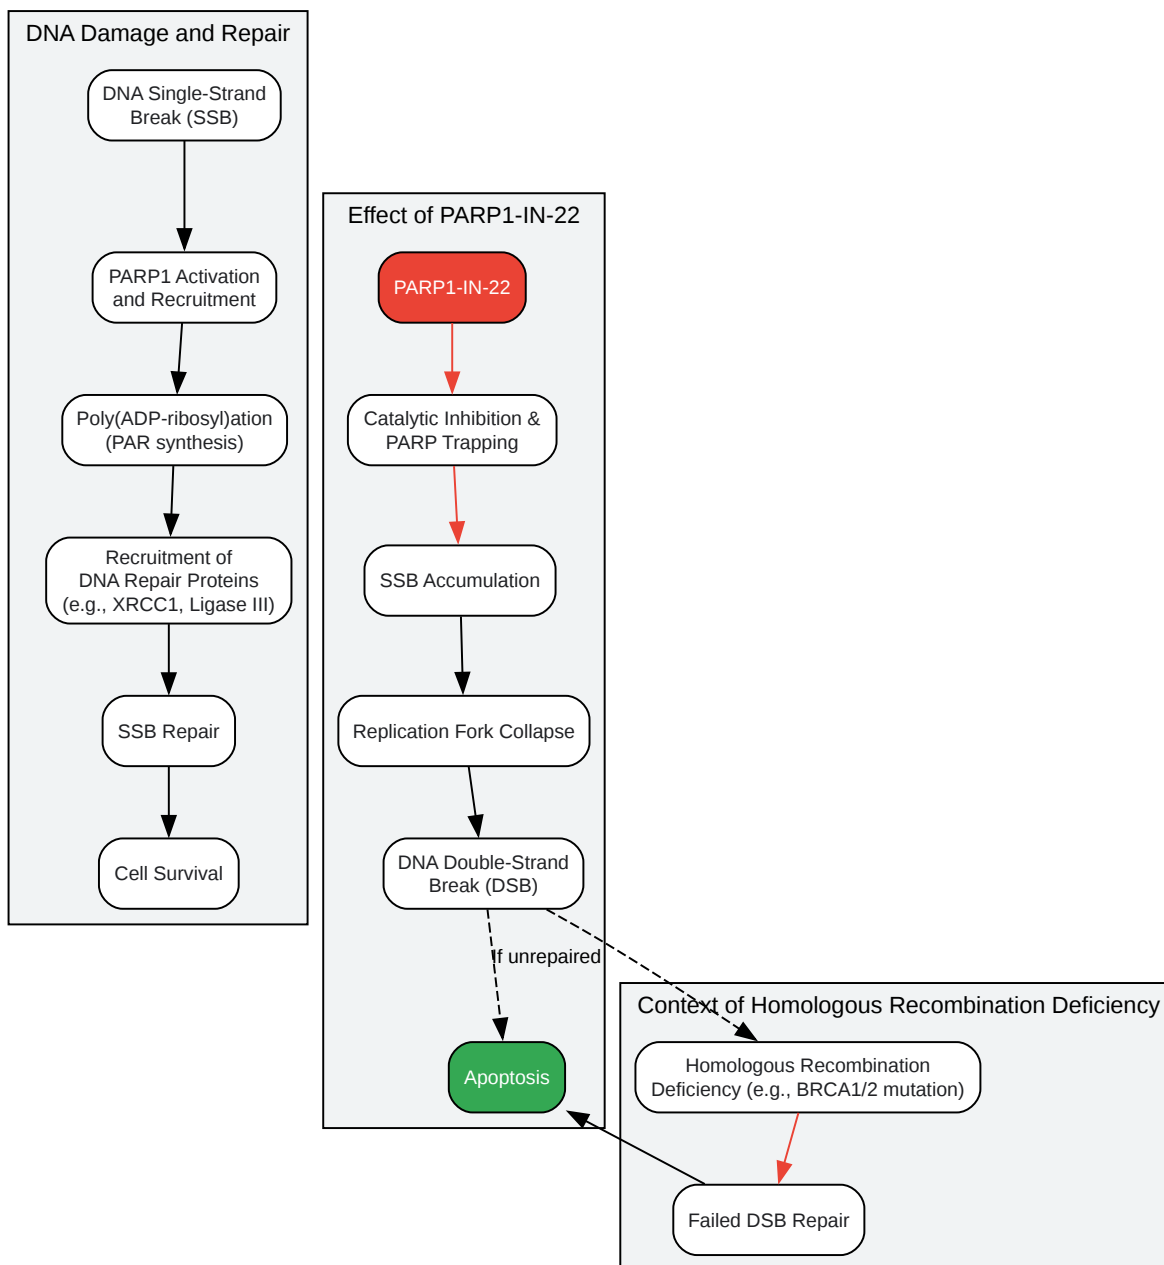 DNA Damage and Repair
DNA Single-Strand
Break (SSB)
PARP1 Activation
and Recruitment
Poly(ADP-ribosyl)ation
(PAR synthesis)
Recruitment of
DNA Repair Proteins
(e.g., XRCC1, Ligase III)
SSB Repair
Cell Survival
Effect of PARP1-IN-22
PARP1-IN-22
Catalytic Inhibition &
PARP Trapping
SSB Accumulation
Replication Fork Collapse
DNA Double-Strand
Break (DSB)
If unrepaired
Apoptosis
Context of Homologous Recombination Deficiency
Homologous Recombination
Deficiency (e.g., BRCA1/2 mutation)
Failed DSB Repair